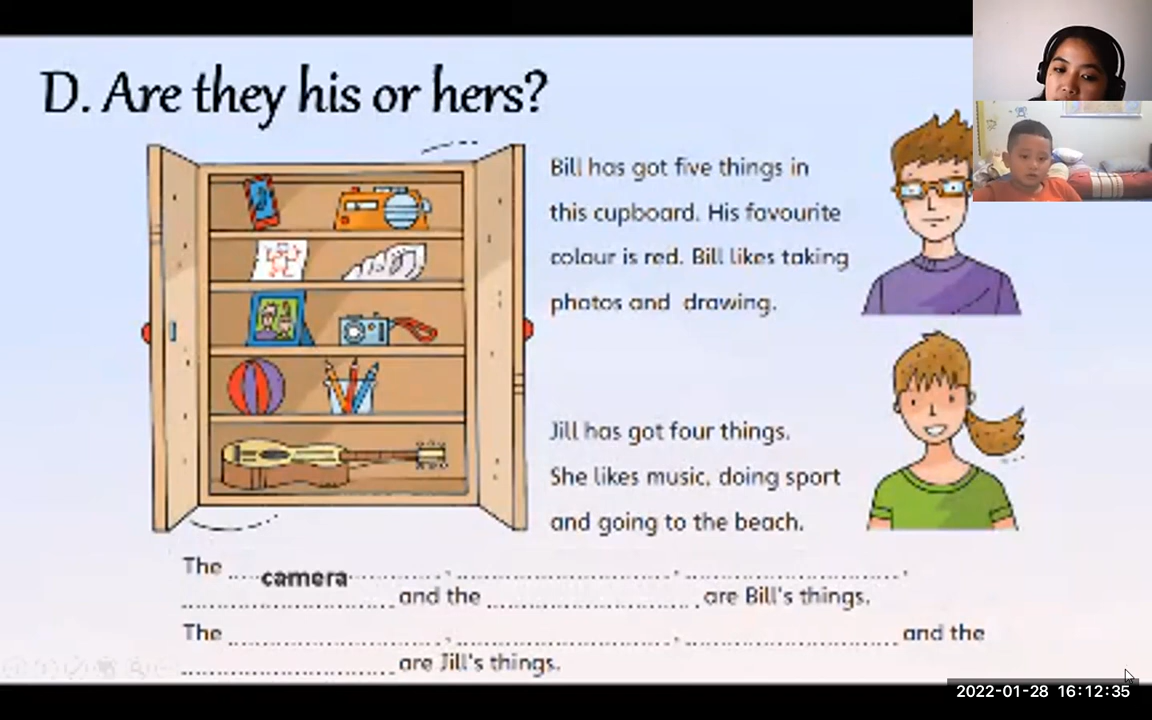 D. Are they his or hers?
Bill has got five things in
this cupboard. His favourite
colour is red. Bill likes taking
photos and drawing.
Jill has got four things.
She likes music, doing sport
and going to the beach.
The camera, , ,
and the , are Bill's things.
The , , and the
are Jill's things.
2022-01-28 16:12:35